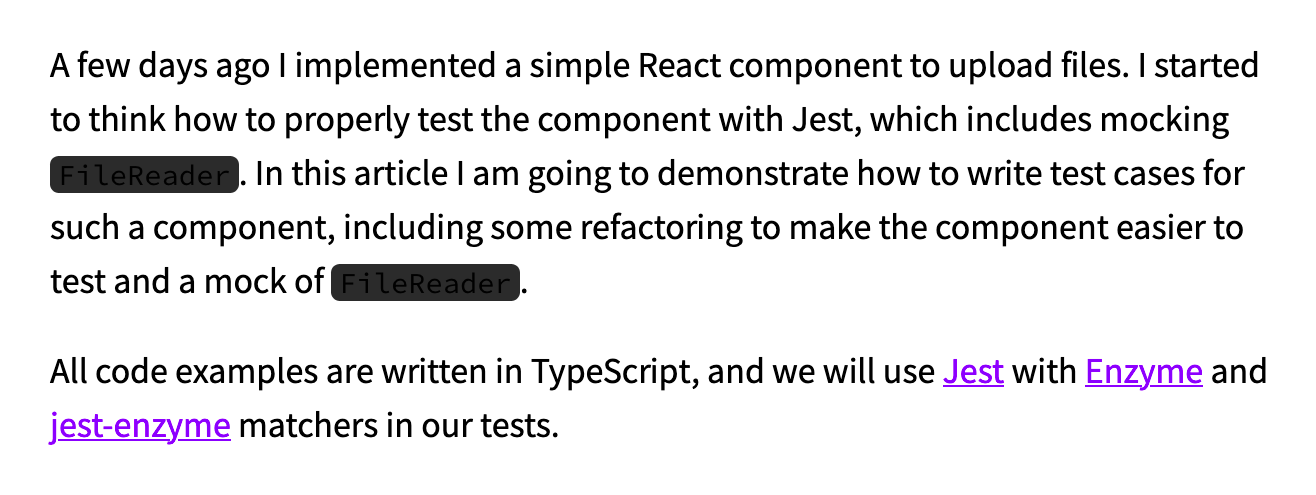 A few days ago I implemented a simple React component to upload files. I started
to think how to properly test the component with Jest, which includes mocking
FileReader. In this article I am going to demonstrate how to write test cases for
such a component, including some refactoring to make the component easier to
test and a mock of FileReader.
All code examples are written in TypeScript, and we will use Jest with Enzyme and
jest-enzyme matchers in our tests.